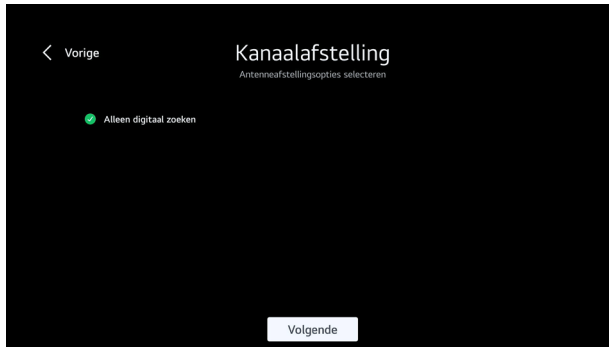 Vorige
Kanaalafstelling
Antenneafstellingsopties selecteren
Alleen digitaal zoeken
Volgende